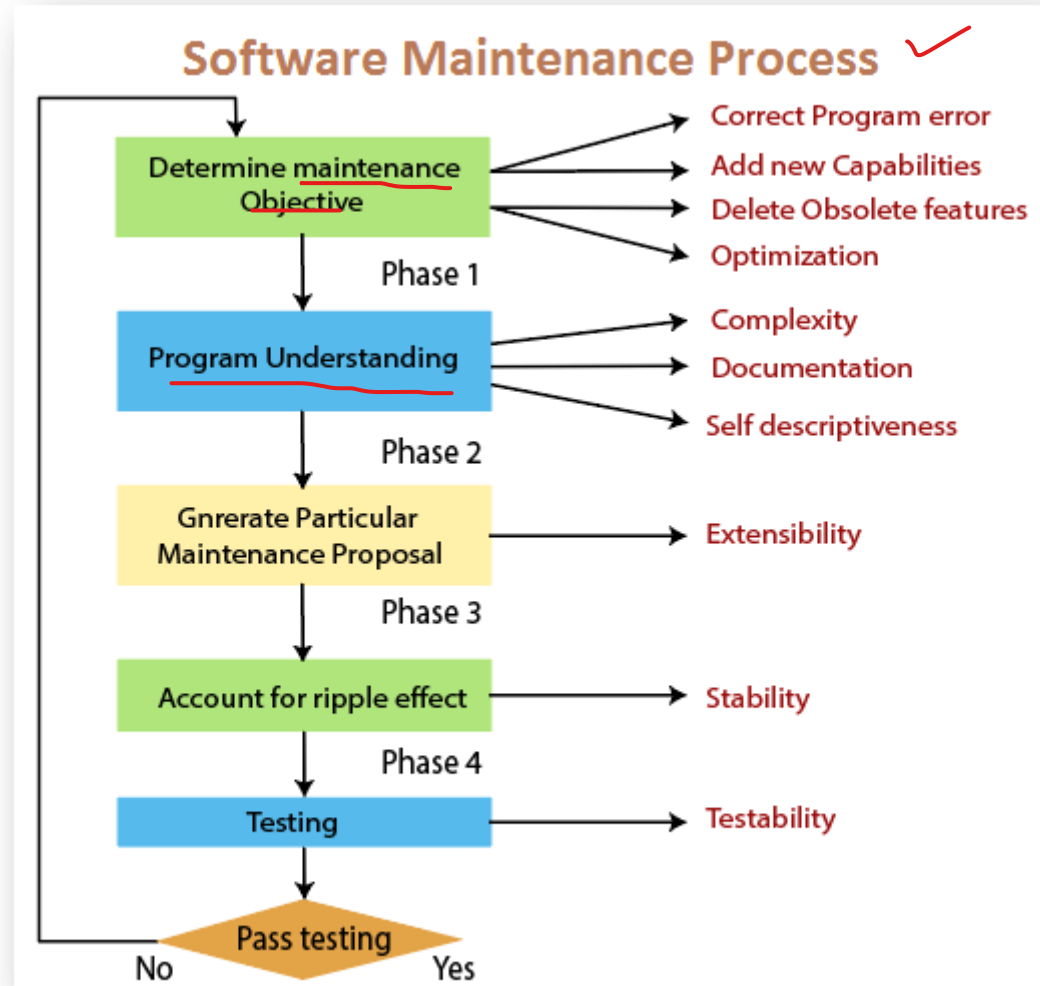 Software Maintenance Process
Determine maintenance
Objective
Correct Program error
Add new Capabilities
Delete Obsolete features
Optimization
Phase 1
Program Understanding
Complexity
Documentation
Self descriptiveness
Phase 2
Gnrerate Particular
Maintenance Proposal
Extensibility
Phase 3
Account for ripple effect
Stability
Phase 4
Testing
Testability
Pass testing
No
Yes